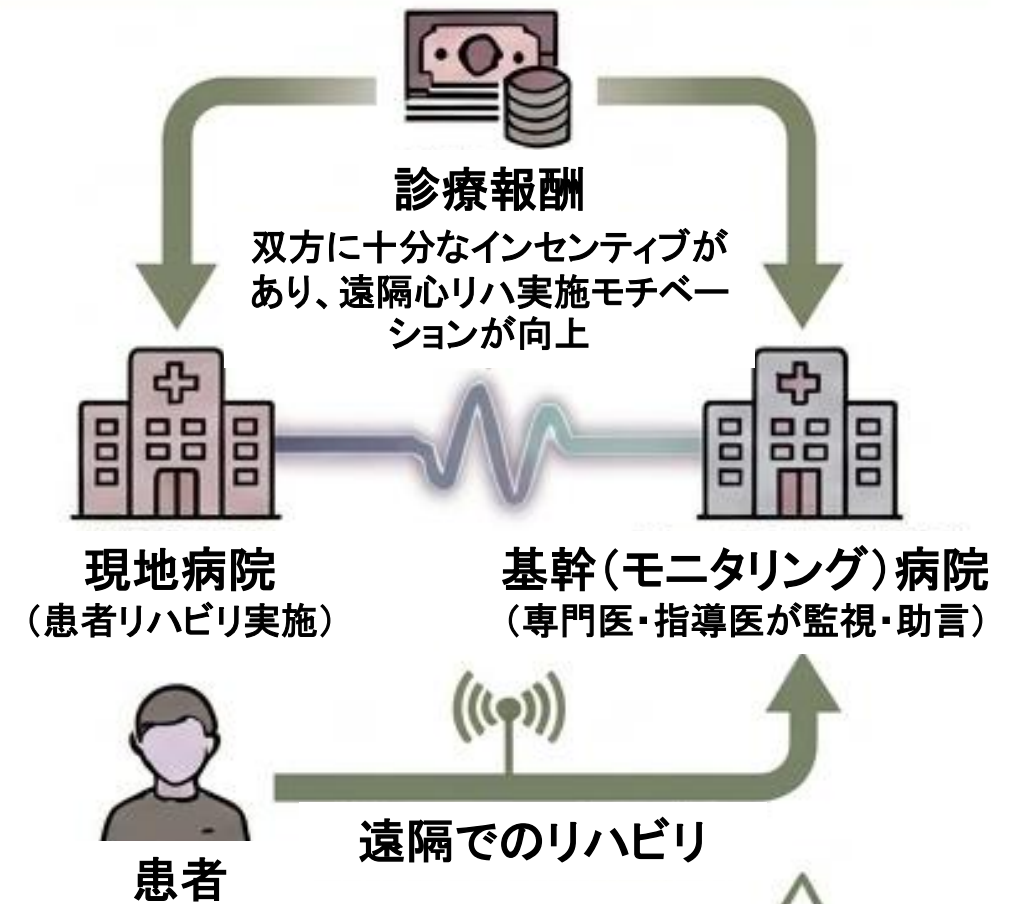 診療報酬
双方に十分なインセンティブが
あり、遠隔心リハ実施モチベー
ションが向上
現地病院
（患者リハビリ実施）
基幹（モニタリング）病院
（専門医・指導医が監視・助言）
遠隔でのリハビリ
患者